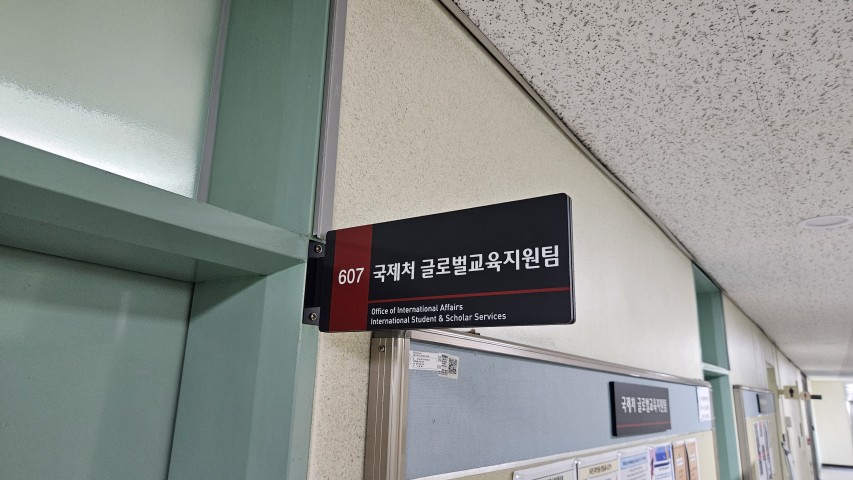 607 국제처 글로벌교육지원팀
Office of International Affairs
International Student & Scholar Services
국제처 글로벌교육지원팀